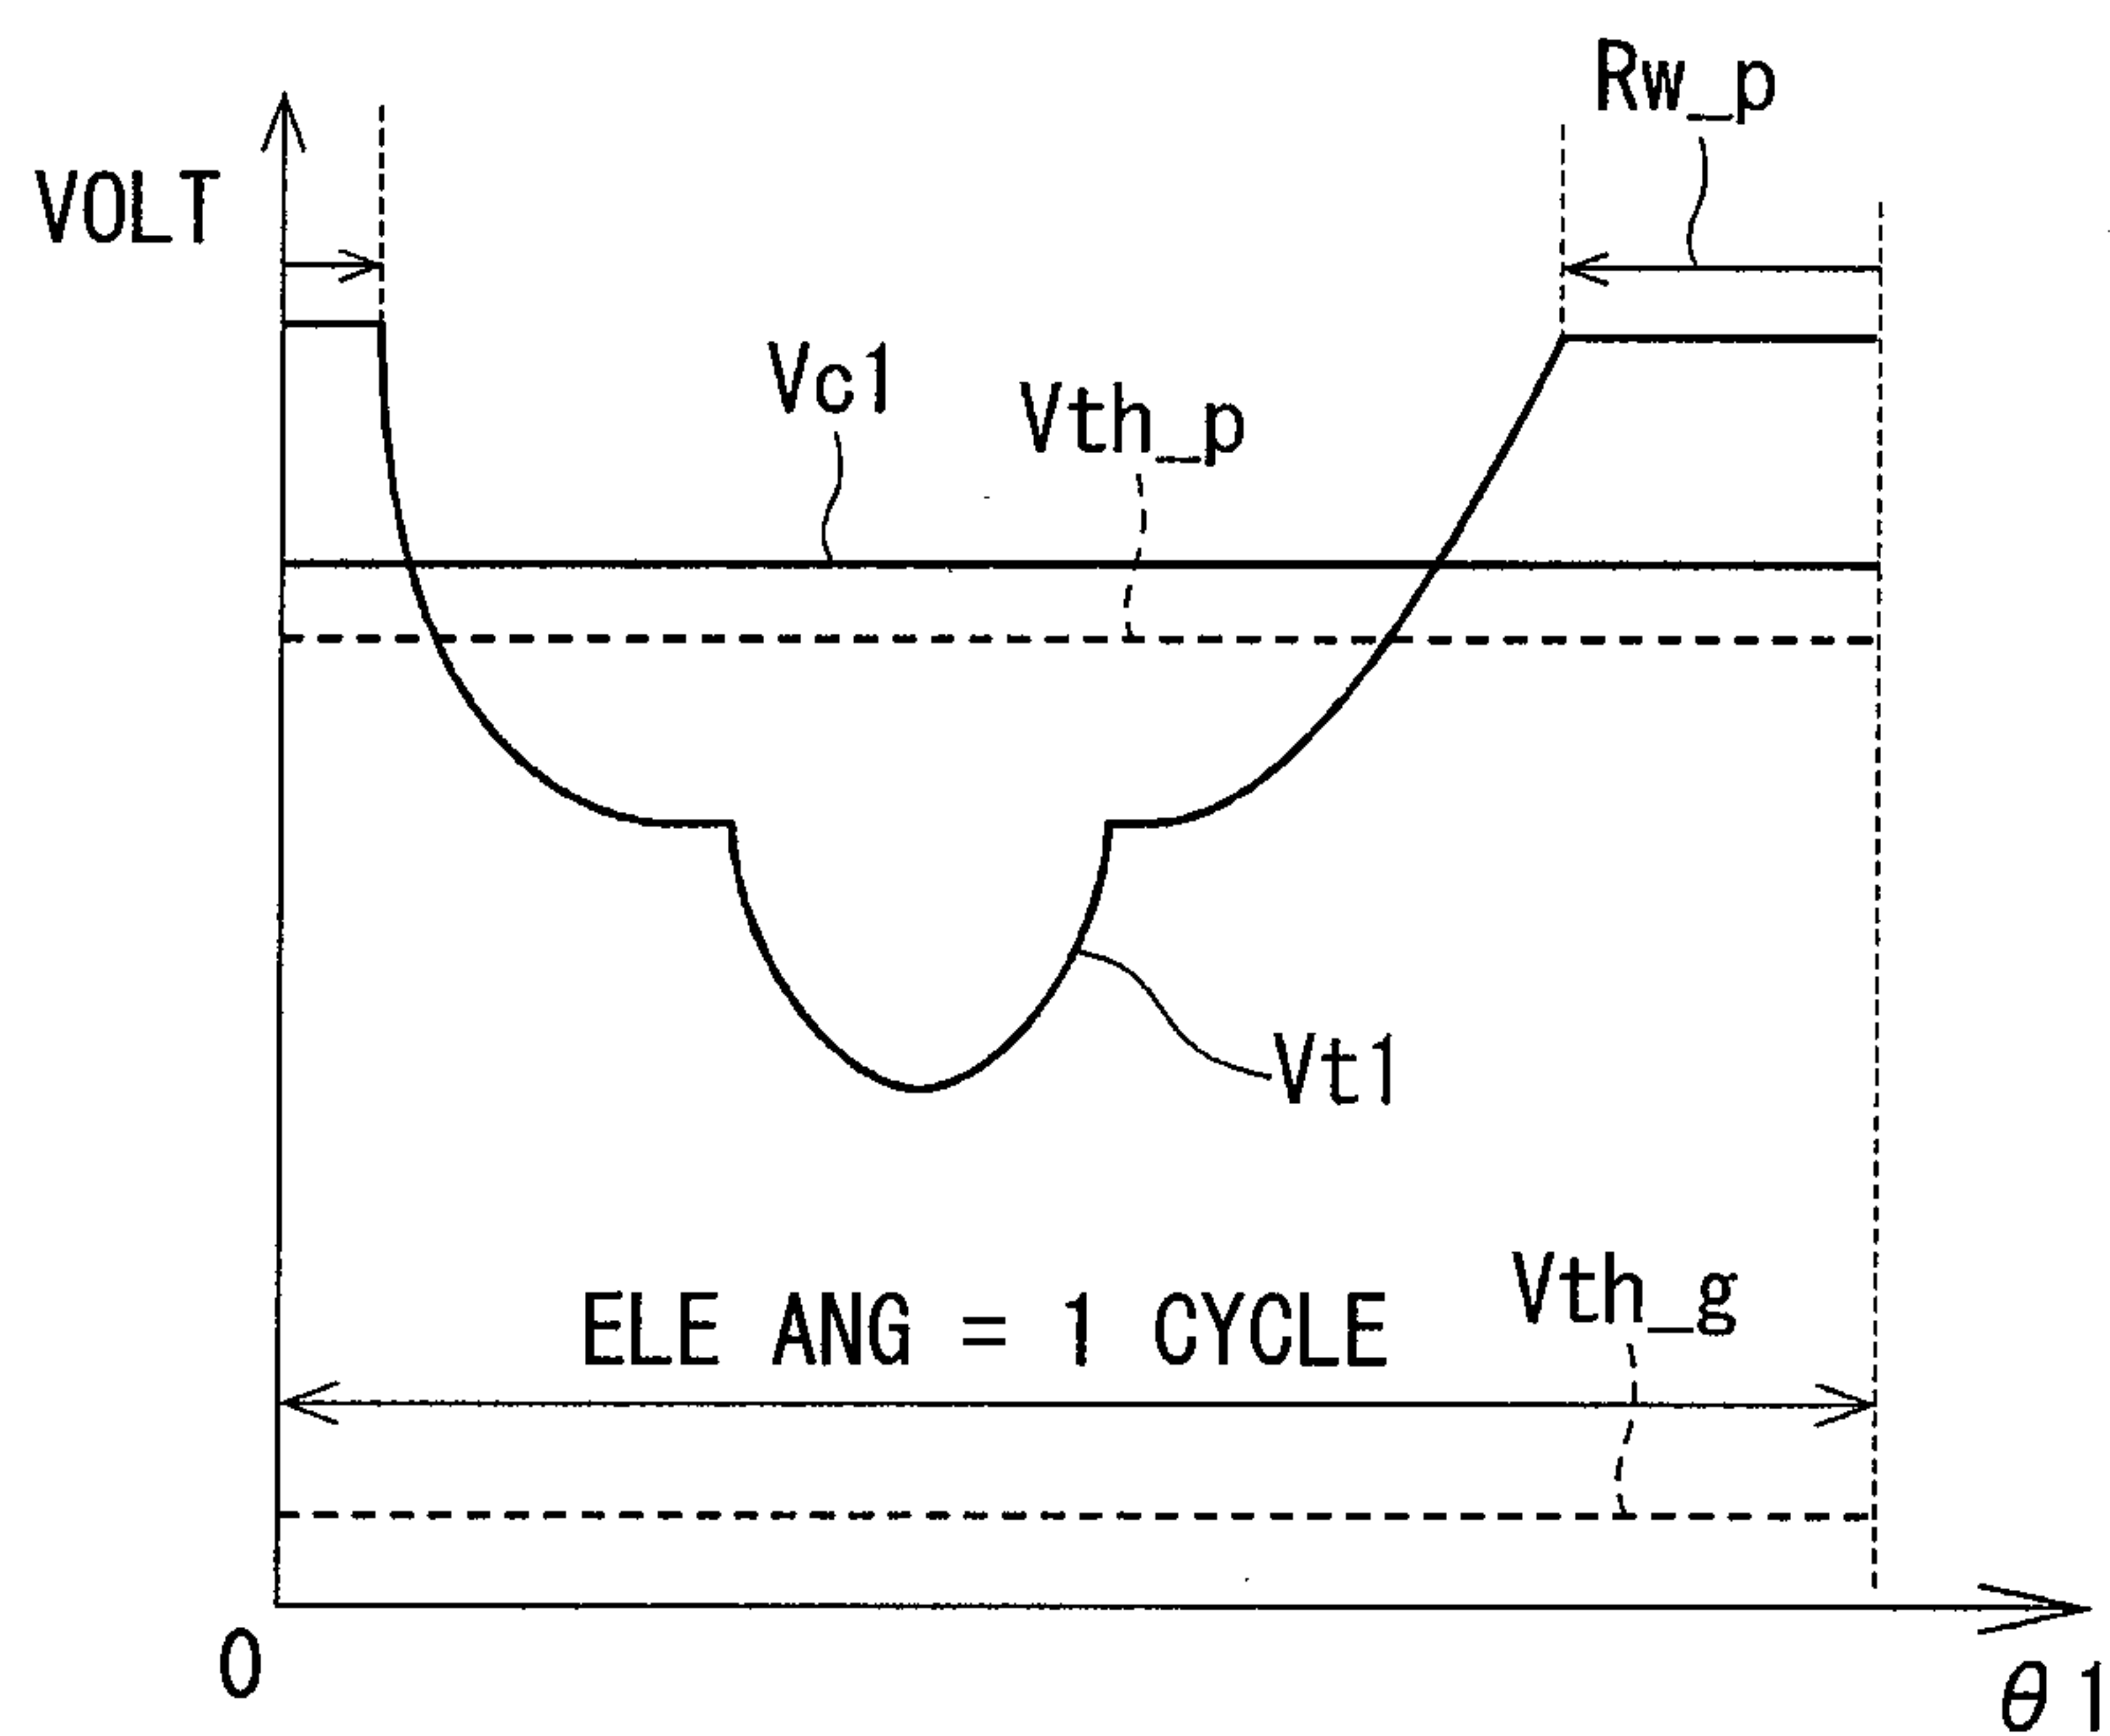 Rw_p
VOLT
Vc1
Vth_p
Vt1
Vth_g
ELE ANG = 1 CYCLE
0
θ1